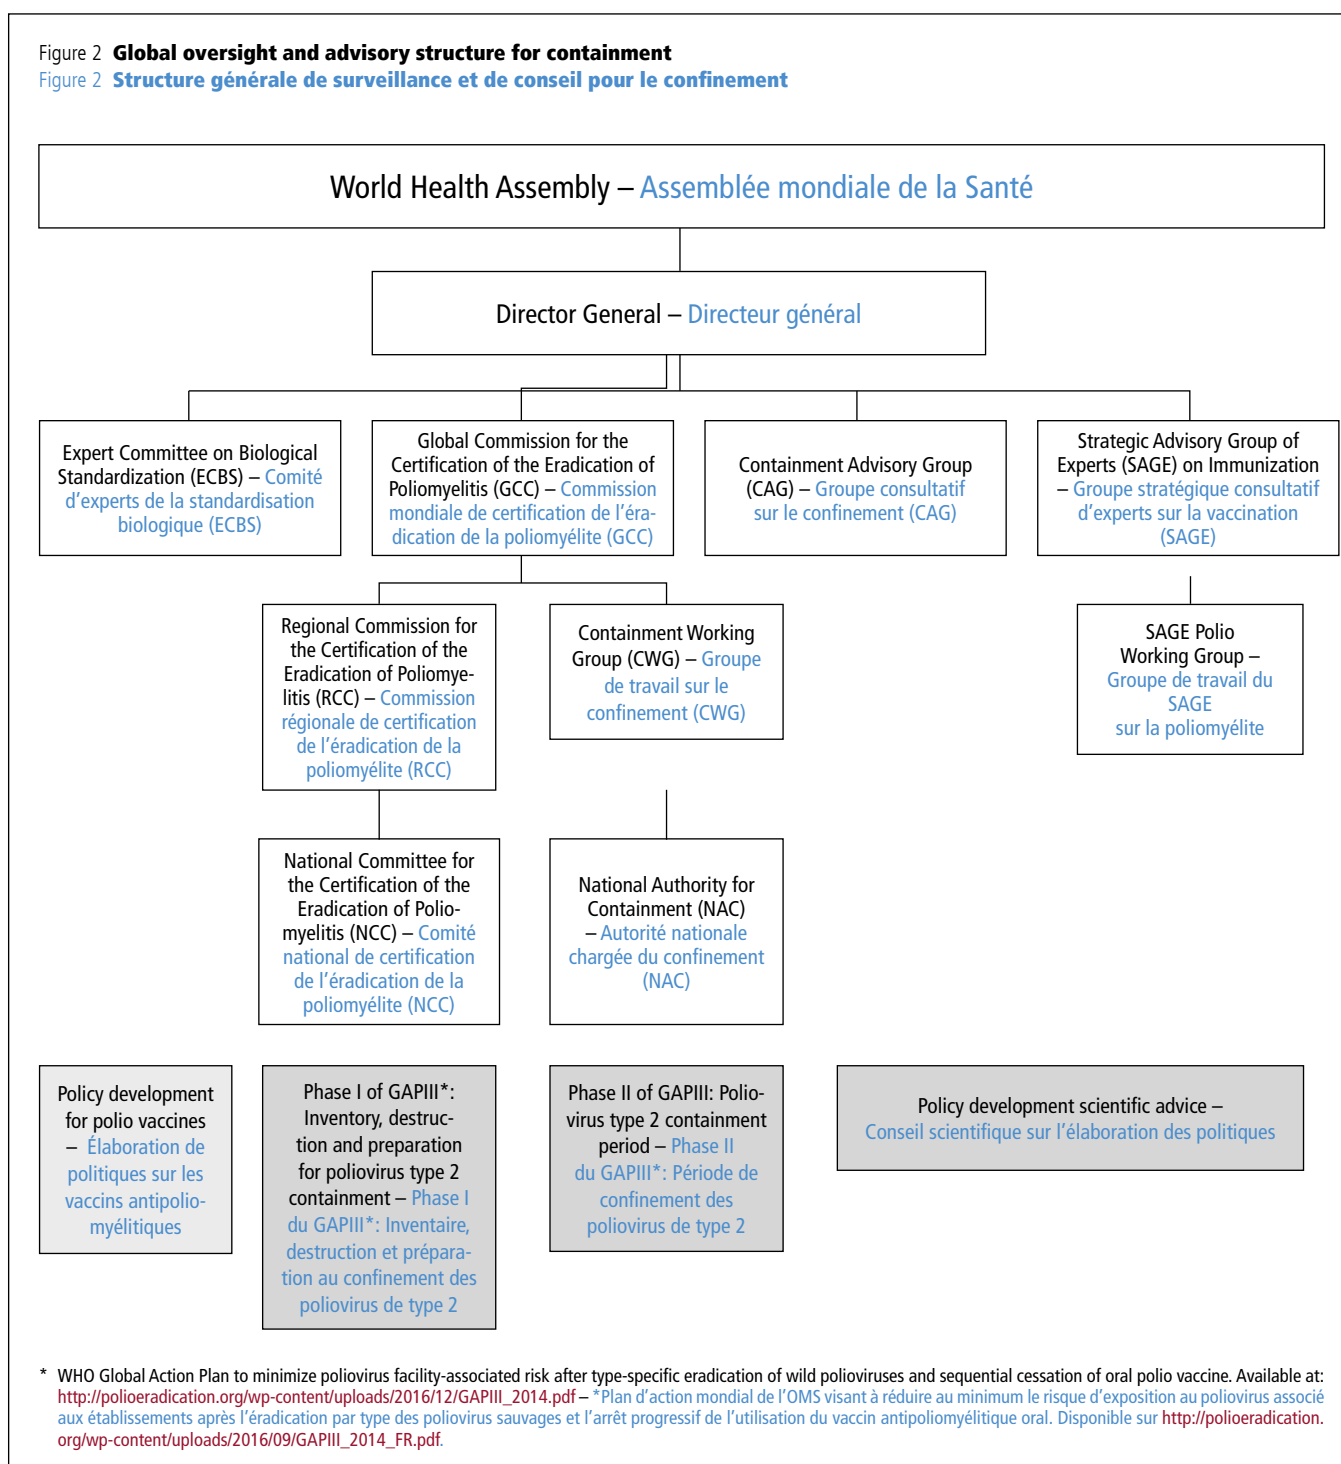 Figure 2 Global oversight and advisory structure for containment
Figure 2 Structure générale de surveillance et de conseil pour le confinement
World Health Assembly – Assemblée mondiale de la Santé
Director General – Directeur général
Expert Committee on Biological
Standardization (ECBS) – Comité
d'experts de la standardisation
biologique (ECBS)
Global Commission for the
Certification of the Eradication of
Poliomyelitis (GCC) – Commission
mondiale de certification de l'éra-
dication de la poliomyélite (GCC)
Containment Advisory Group
(CAG) – Groupe consultatif
sur le confinement (CAG)
Strategic Advisory Group of
Experts (SAGE) on Immunization
– Groupe stratégique consultatif
d'experts sur la vaccination
(SAGE)
Regional Commission for
the Certification of the
Eradication of Poliomye-
litis (RCC) – Commission
régionale de certification
de l'éradication de la
poliomyélite (RCC)
Containment Working
Group (CWG) – Groupe
de travail sur le
confinement (CWG)
SAGE Polio
Working Group –
Groupe de travail du
SAGE
sur la poliomyélite
National Committee for
the Certification of the
Eradication of Polio-
myelitis (NCC) – Comité
national de certification
de l'éradication de la
poliomyélite (NCC)
National Authority for
Containment (NAC)
– Autorité nationale
chargée du confinement
(NAC)
Policy development
for polio vaccines
– Élaboration de
politiques sur les
vaccins antipolio-
myélitiques
Phase I of GAPIII*:
Inventory, destruc-
tion and preparation
for poliovirus type 2
containment – Phase I
du GAPIII*: Inventaire,
destruction et prépara-
tion au confinement des
poliovirus de type 2
Phase II of GAPIII: Polio-
virus type 2 containment
period – Phase II
du GAPIII*: Période de
confinement des
poliovirus de type 2
Policy development scientific advice –
Conseil scientifique sur l'élaboration des politiques
* WHO Global Action Plan to minimize poliovirus facility-associated risk after type-specific eradication of wild polioviruses and sequential cessation of oral polio vaccine. Available at:
http://polioeradication.org/wp-content/uploads/2016/12/GAPIII_2014.pdf – *Plan d'action mondial de l'OMS visant à réduire au minimum le risque d'exposition au poliovirus associé
aux établissements après l'éradication par type des poliovirus sauvages et l'arrêt progressif de l'utilisation du vaccin antipoliomyélitique oral. Disponible sur http://polioeradication.
org/wp-content/uploads/2016/09/GAPIII_2014_FR.pdf.